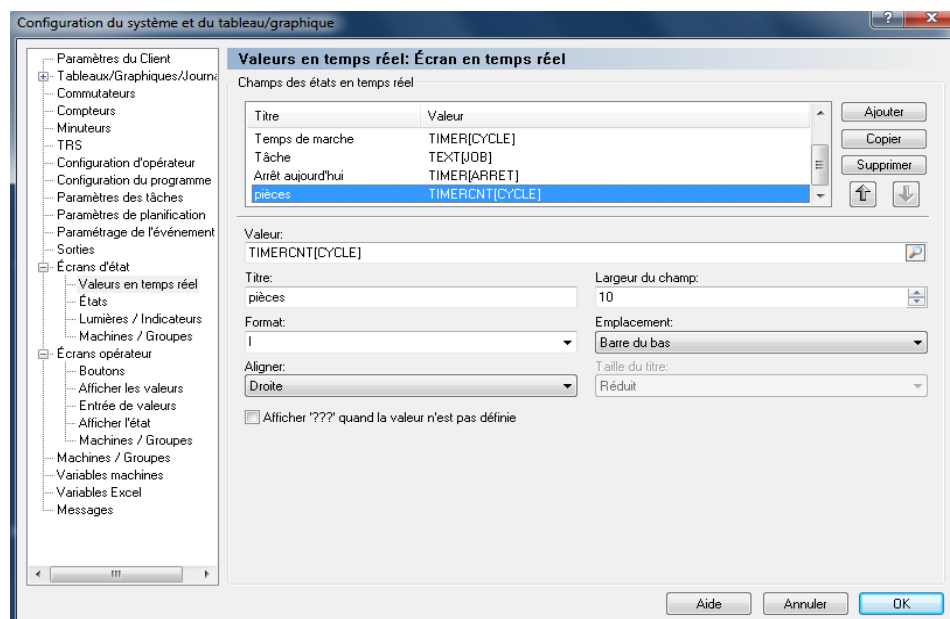 Configuration du système et du tableau/graphique
Paramètres du Client
Tableaux/Graphiques/Journa
Commutateurs
Compteurs
Minuteurs
TRS
Configuration d'opérateur
Configuration du programme
Paramètres des tâches
Paramètres de planification
Paramétrage de l'événement
Sorties
Écrans d'état
Valeurs en temps réel
États
Lumières / Indicateurs
Machines / Groupes
Écrans opérateur
Boutons
Afficher les valeurs
Entrée de valeurs
Afficher l'état
Machines / Groupes
Machines / Groupes
Variables machines
Variables Excel
Messages
Valeurs en temps réel: Écran en temps réel
Champs des états en temps réel
Titre Valeur
Temps de marche TIMER[CYCLE]
Tâche TEXT[JOB]
Arrêt aujourd'hui TIMER[ARRET]
pièces TIMERCNT[CYCLE]
Ajouter
Copier
Supprimer
Valeur:
TIMERCNT[CYCLE]
Titre: Largeur du champ:
pièces 10
Format: Emplacement:
I Barre du bas
Aligner: Taille du titre:
Droite Réduit
Afficher '???' quand la valeur n'est pas définie
Aide Annuler OK